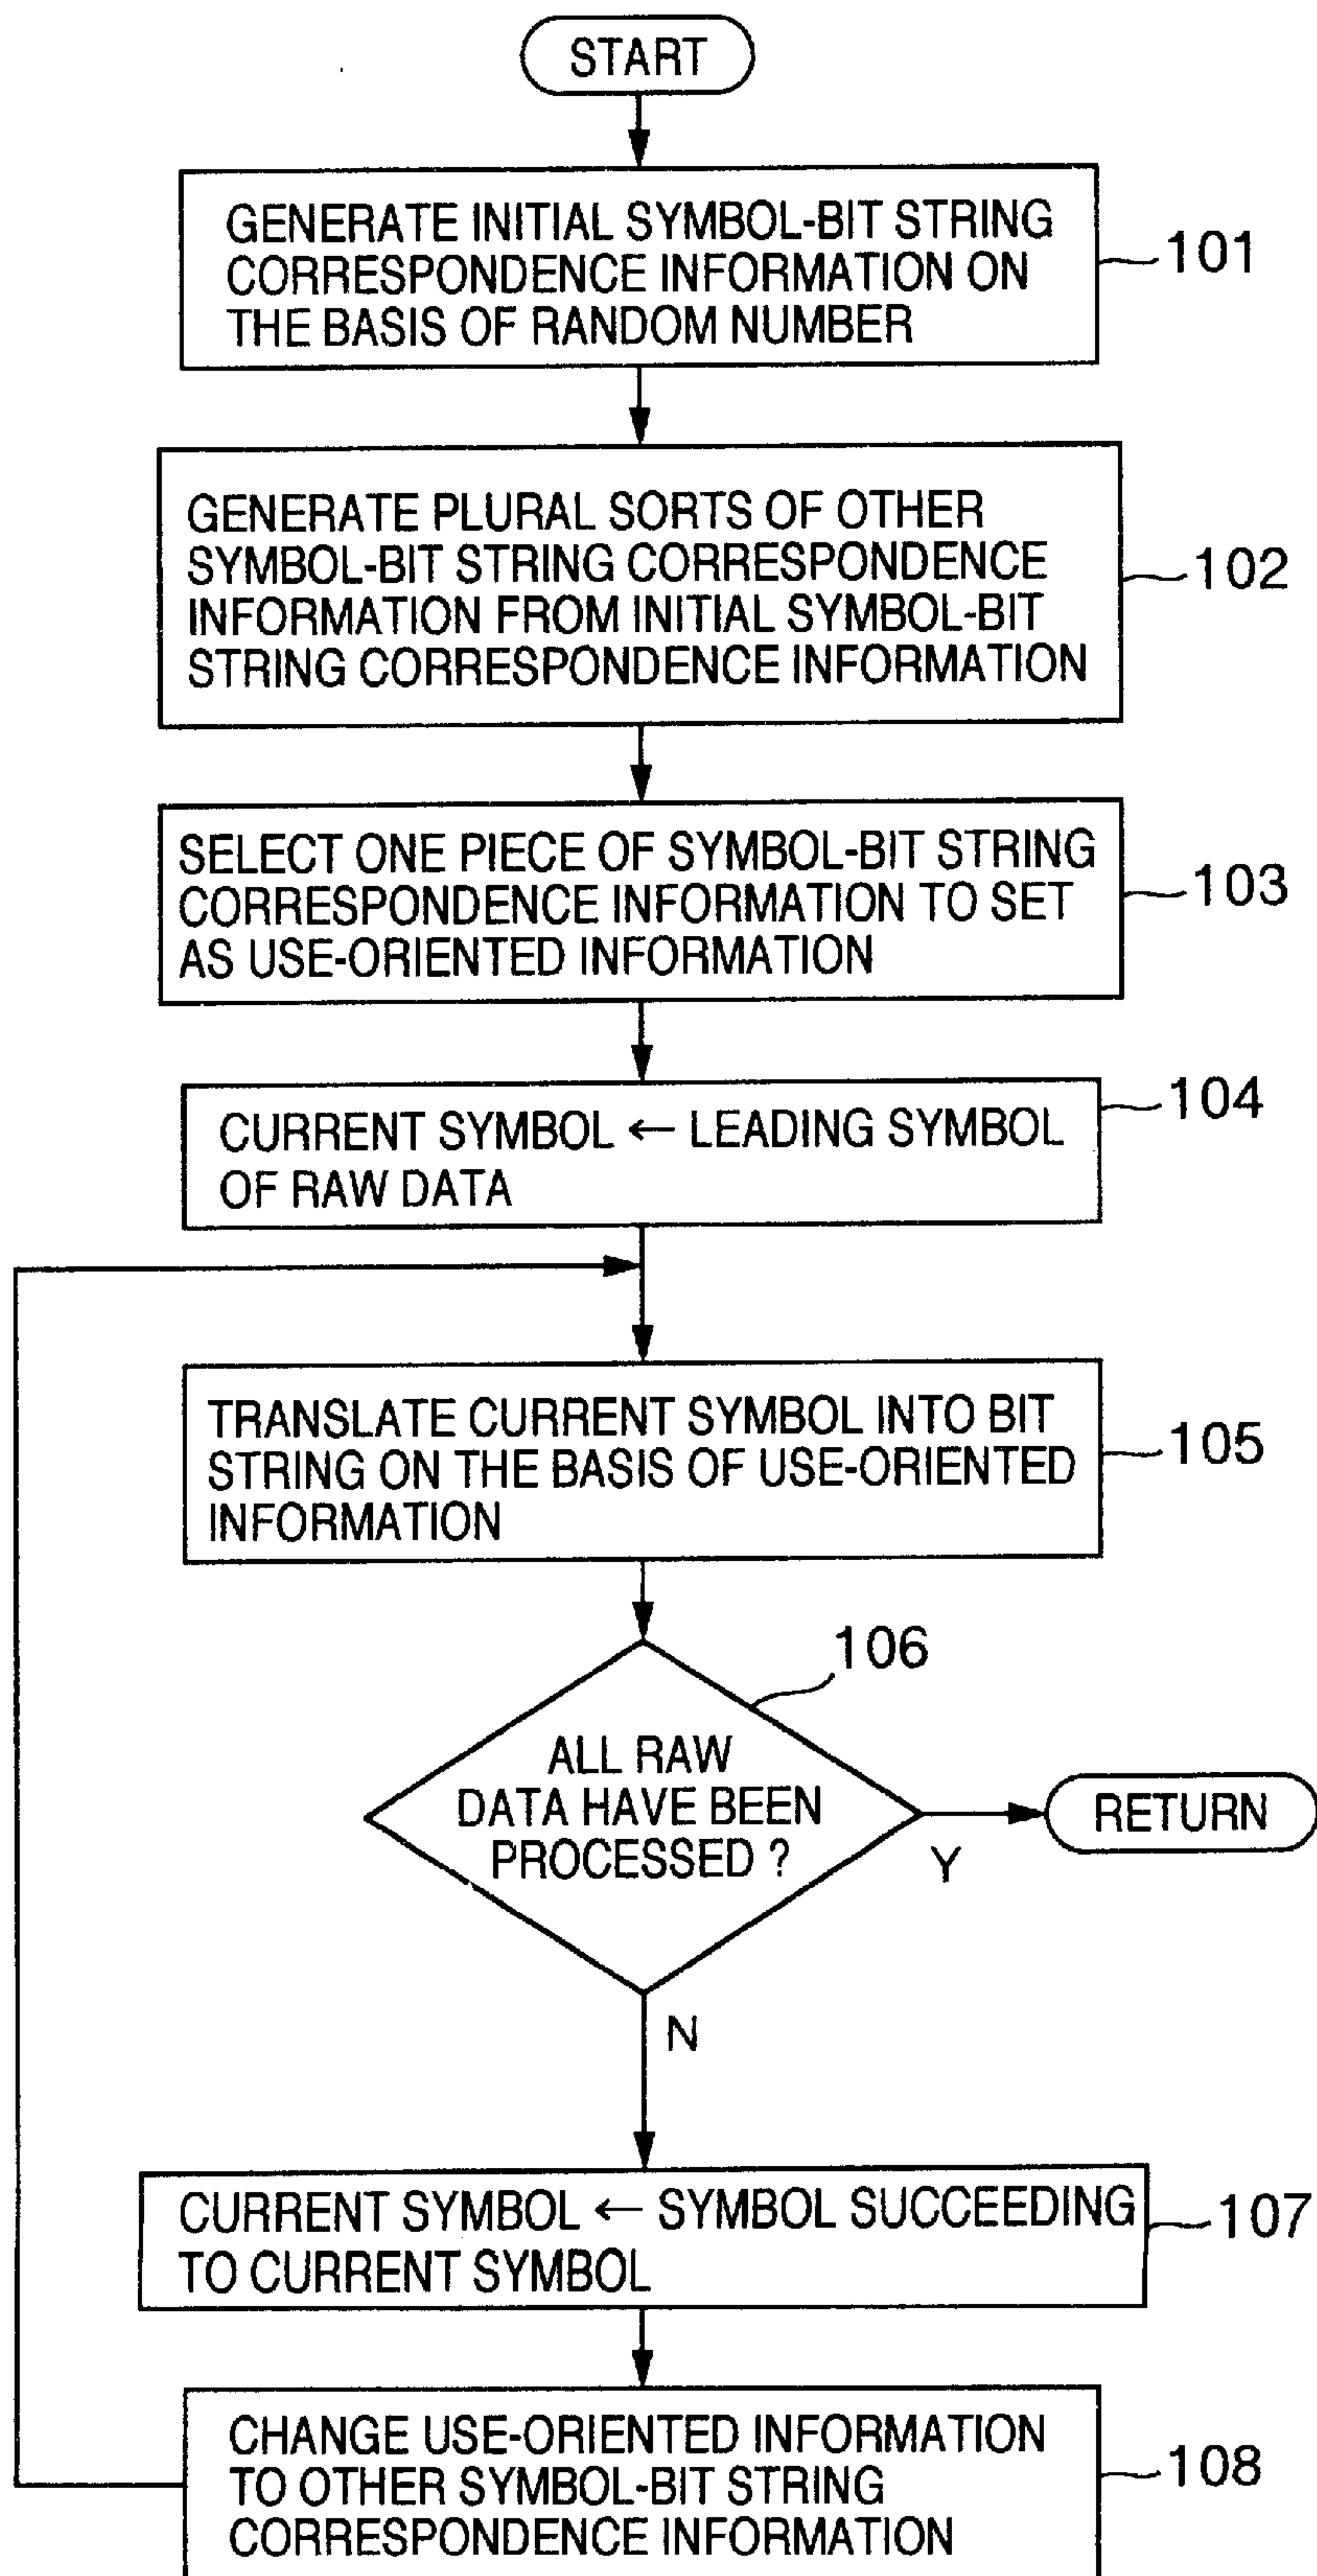 START
GENERATE INITIAL SYMBOL-BIT STRING
CORRESPONDENCE INFORMATION ON
THE BASIS OF RANDOM NUMBER
101
GENERATE PLURAL SORTS OF OTHER
SYMBOL-BIT STRING CORRESPONDENCE
INFORMATION FROM INITIAL SYMBOL-BIT
STRING CORRESPONDENCE INFORMATION
102
SELECT ONE PIECE OF SYMBOL-BIT STRING
CORRESPONDENCE INFORMATION TO SET
AS USE-ORIENTED INFORMATION
103
CURRENT SYMBOL ← LEADING SYMBOL
OF RAW DATA
104
TRANSLATE CURRENT SYMBOL INTO BIT
STRING ON THE BASIS OF USE-ORIENTED
INFORMATION
105
106
ALL RAW
DATA HAVE BEEN
PROCESSED ?
Y
RETURN
N
CURRENT SYMBOL ← SYMBOL SUCCEEDING
TO CURRENT SYMBOL
107
CHANGE USE-ORIENTED INFORMATION
TO OTHER SYMBOL-BIT STRING
CORRESPONDENCE INFORMATION
108